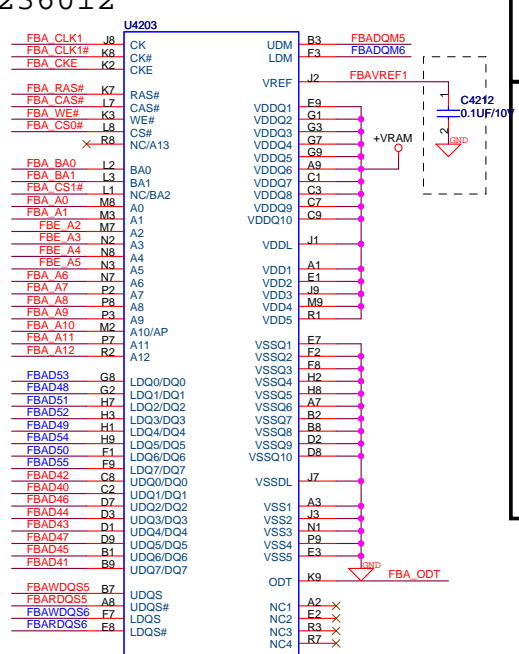 U4203
FBA_CLK1 J8 CK
FBA_CLK1# K8 CK#
FBA_CKE K2 CKE
FBA_RAS# K7 RAS#
FBA_CAS# L7 CAS#
FBA_WE# K3 WE#
FBA_CS0# L8 CS#
R8 NC/A13
FBA_BA0 L2 BA0
FBA_BA1 L3 BA1
FBA_CS1# L1 NC/BA2
FBA_A0 M8 A0
FBA_A1 M3 A1
FBE_A2 M7 A2
FBE_A3 N2 A3
FBE_A4 N8 A4
FBE_A5 N3 A5
FBA_A6 N7 A6
FBA_A7 P2 A7
FBA_A8 P8 A8
FBA_A9 P3 A9
FBA_A10 M2 A10/AP
FBA_A11 P7 A11
FBA_A12 R2 A12
FBAD53 G8 LDQ0/DQ0
FBAD48 G2 LDQ1/DQ1
FBAD51 H7 LDQ2/DQ2
FBAD52 H3 LDQ3/DQ3
FBAD49 H1 LDQ4/DQ4
FBAD54 H9 LDQ5/DQ5
FBAD50 F1 LDQ6/DQ6
FBAD55 F9 LDQ7/DQ7
FBAD42 C8 UDQ0/DQ0
FBAD40 C2 UDQ1/DQ1
FBAD46 D7 UDQ2/DQ2
FBAD44 D3 UDQ3/DQ3
FBAD43 D1 UDQ4/DQ4
FBAD47 D9 UDQ5/DQ5
FBAD45 B1 UDQ6/DQ6
FBAD41 B9 UDQ7/DQ7
FBAWDQS5 B7 UDQS
FBARDQS5 A8 UDQS#
FBAWDQS6 F7 LDQS
FBARDQS6 E8 LDQS#
UDM B3 FBADQM5
LDM F3 FBADQM6
VREF J2 FBAVREF1
VDDQ1 E9
VDDQ2 G1
VDDQ3 G3
VDDQ4 G7
VDDQ5 G9
VDDQ6 A9
VDDQ7 C1
VDDQ8 C3
VDDQ9 C7
VDDQ10 C9
VDDL J1
VDD1 A1
VDD2 E1
VDD3 J9
VDD4 M9
VDD5 R1
VSSQ1 E7
VSSQ2 F2
VSSQ3 F8
VSSQ4 H2
VSSQ5 H8
VSSQ6 A7
VSSQ7 B2
VSSQ8 B8
VSSQ9 D2
VSSQ10 D8
VSSDL J7
VSS1 A3
VSS2 J3
VSS3 N1
VSS4 P9
VSS5 E3
GND
ODT K9 FBA_ODT
NC1 A2
NC2 E2
NC3 R3
NC4 R7
+VRAM
1
C4212
0.1UF/10V
2
GND